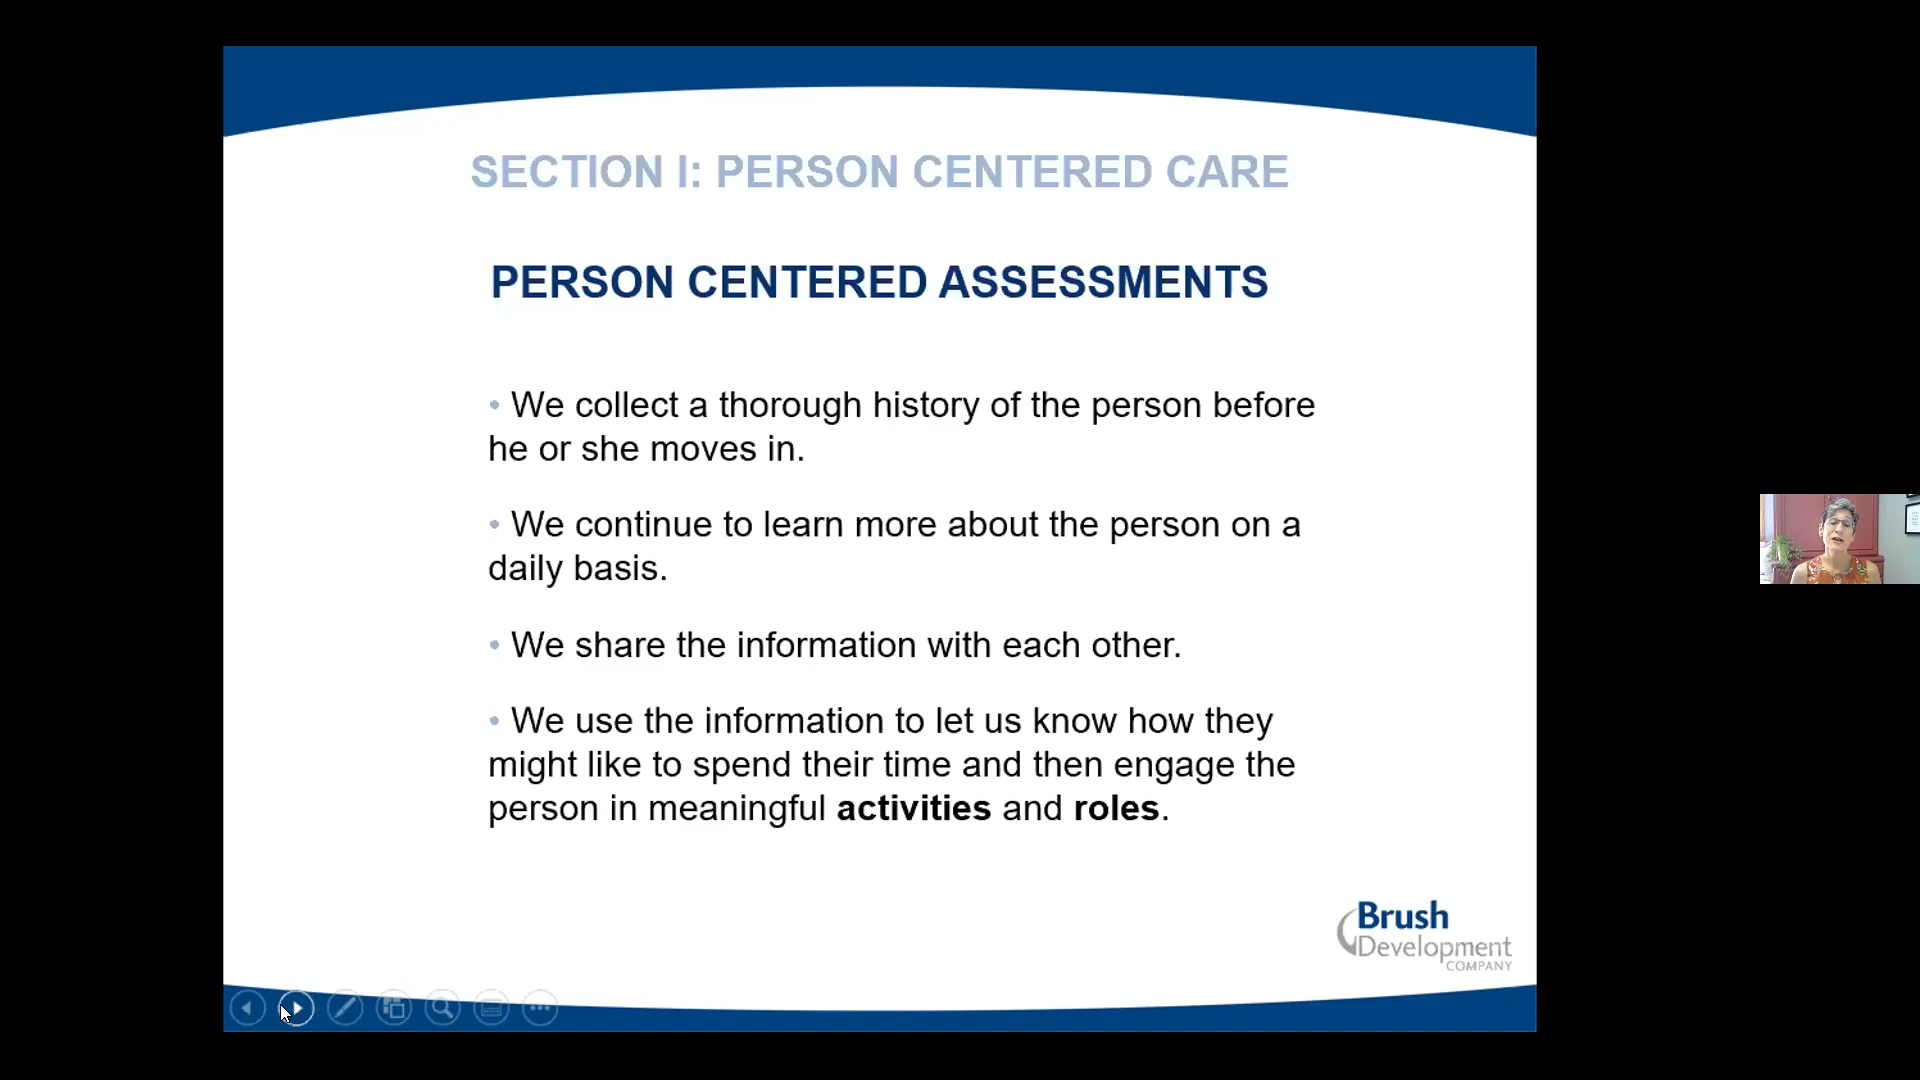 SECTION I: PERSON CENTERED CARE
PERSON CENTERED ASSESSMENTS
• We collect a thorough history of the person before
he or she moves in.
• We continue to learn more about the person on a
daily basis.
• We share the information with each other.
• We use the information to let us know how they
might like to spend their time and then engage the
person in meaningful activities and roles.
Brush
Development
COMPANY